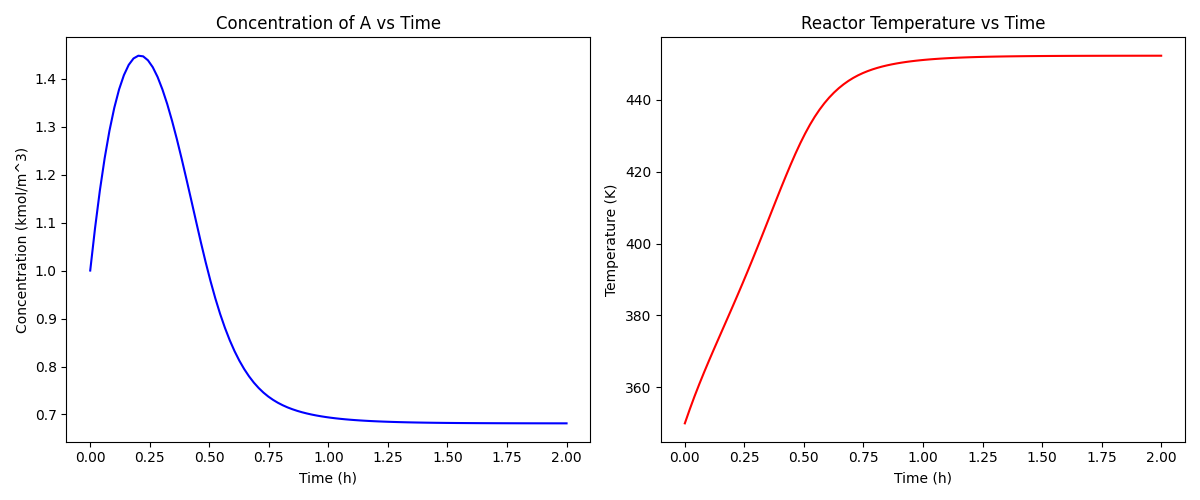 Concentration of A vs Time
Concentration (kmol/m^3)
1.4
1.3
1.2
1.1
1.0
0.9
0.8
0.7
0.00 0.25 0.50 0.75 1.00 1.25 1.50 1.75 2.00
Time (h)
Reactor Temperature vs Time
Temperature (K)
440
420
400
380
360
0.00 0.25 0.50 0.75 1.00 1.25 1.50 1.75 2.00
Time (h)